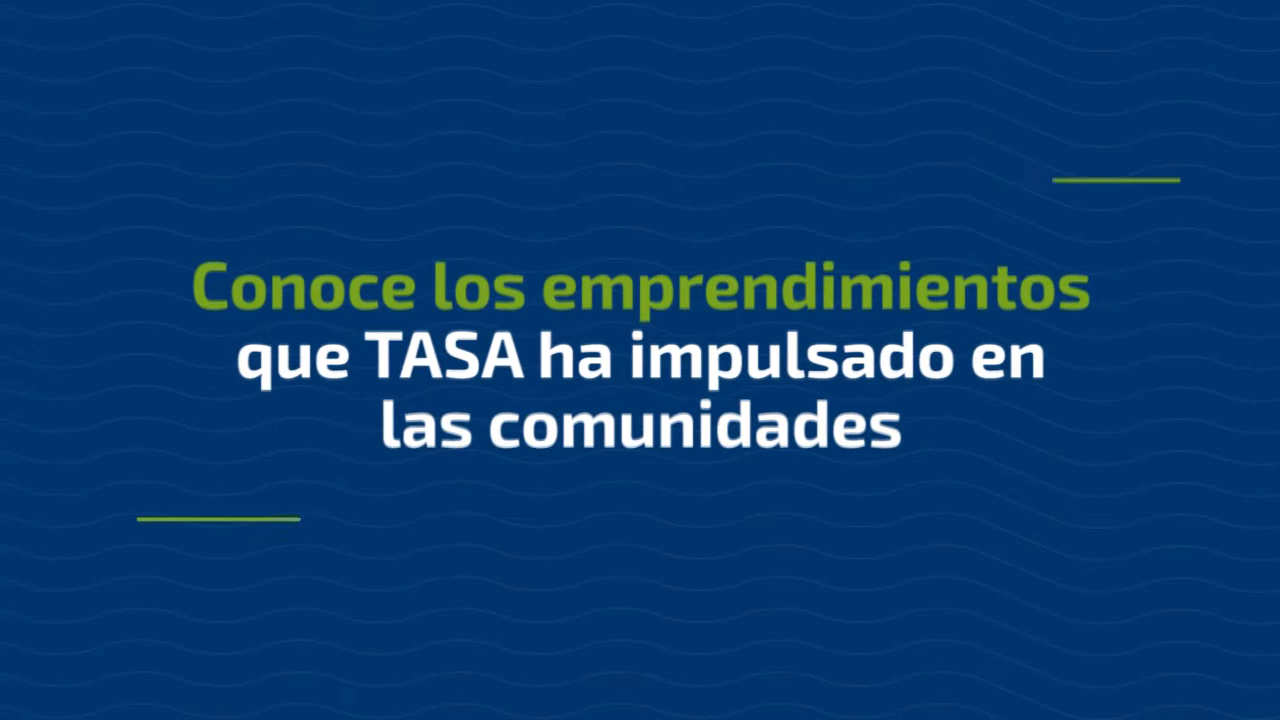 Conoce los emprendimientos
que TASA ha impulsado en
las comunidades